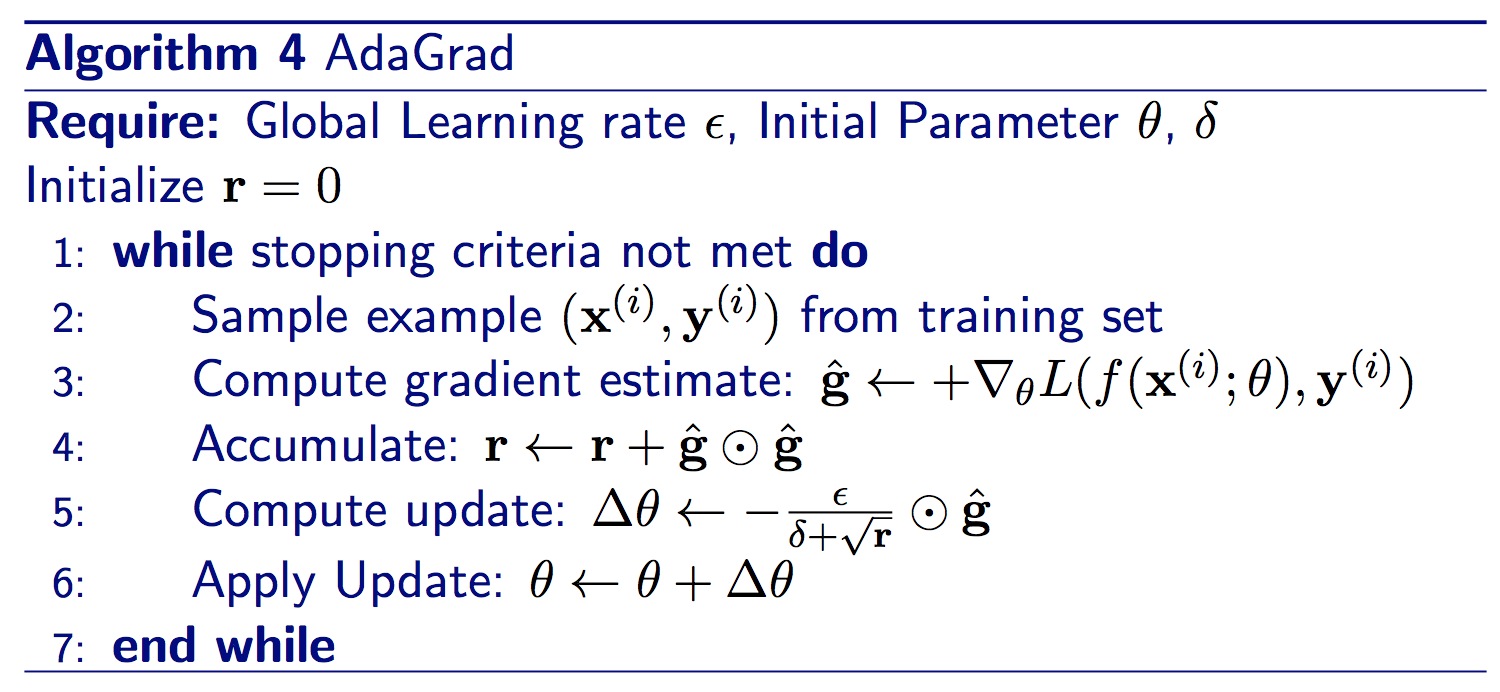 Algorithm 4 AdaGrad
Require: Global Learning rate ϵ, Initial Parameter θ, δ
Initialize r = 0
1: while stopping criteria not met do
2: Sample example (x⁽ⁱ⁾, y⁽ⁱ⁾) from training set
3: Compute gradient estimate: ĝ ← +∇_θ L(f(x⁽ⁱ⁾; θ), y⁽ⁱ⁾)
4: Accumulate: r ← r + ĝ ⊙ ĝ
5: Compute update: Δθ ← − ϵ/(δ+√r) ⊙ ĝ
6: Apply Update: θ ← θ + Δθ
7: end while